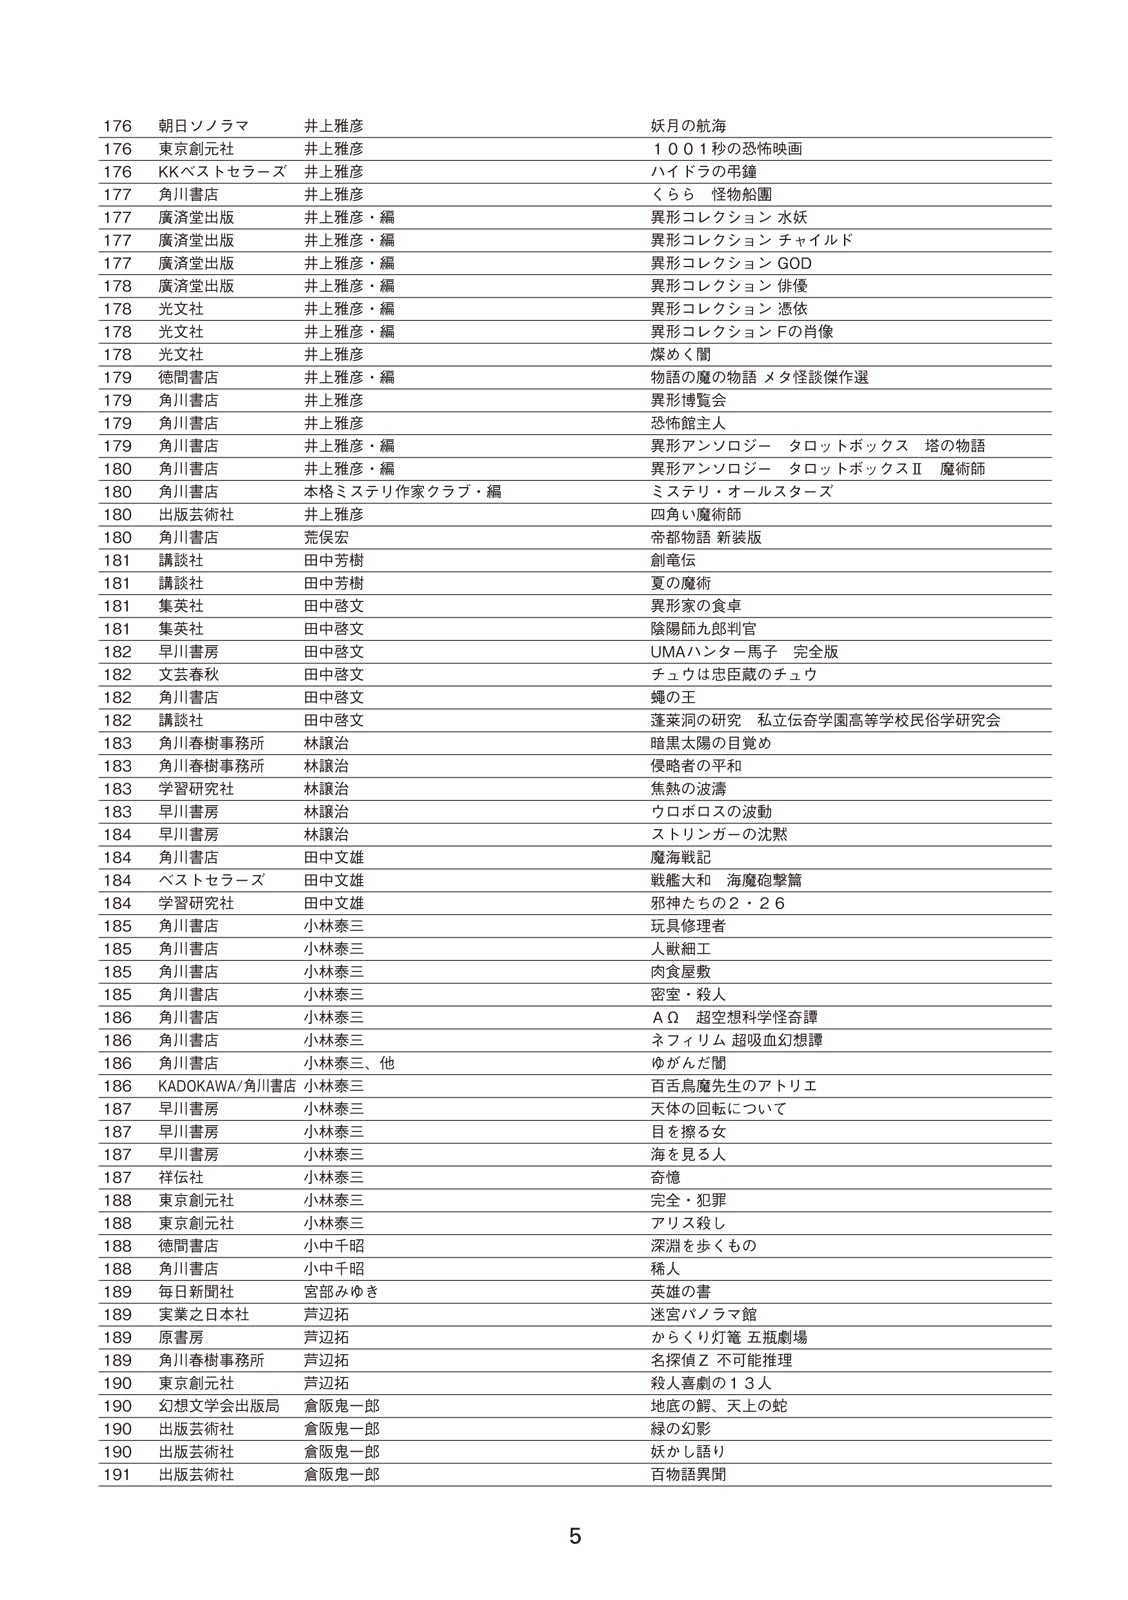 176 朝日ソノラマ 井上雅彦 妖月の航海
176 東京創元社 井上雅彦 １００１秒の恐怖映画
176 KKベストセラーズ 井上雅彦 ハイドラの弔鐘
177 角川書店 井上雅彦 くらら　怪物船團
177 廣済堂出版 井上雅彦・編 異形コレクション 水妖
177 廣済堂出版 井上雅彦・編 異形コレクション チャイルド
177 廣済堂出版 井上雅彦・編 異形コレクション GOD
178 廣済堂出版 井上雅彦・編 異形コレクション 俳優
178 光文社 井上雅彦・編 異形コレクション 憑依
178 光文社 井上雅彦・編 異形コレクション Fの肖像
178 光文社 井上雅彦 燦めく闇
179 徳間書店 井上雅彦・編 物語の魔の物語 メタ怪談傑作選
179 角川書店 井上雅彦 異形博覧会
179 角川書店 井上雅彦 恐怖館主人
179 角川書店 井上雅彦・編 異形アンソロジー　タロットボックス　塔の物語
180 角川書店 井上雅彦・編 異形アンソロジー　タロットボックスⅡ　魔術師
180 角川書店 本格ミステリ作家クラブ・編 ミステリ・オールスターズ
180 出版芸術社 井上雅彦 四角い魔術師
180 角川書店 荒俣宏 帝都物語 新装版
181 講談社 田中芳樹 創竜伝
181 講談社 田中芳樹 夏の魔術
181 集英社 田中啓文 異形家の食卓
181 集英社 田中啓文 陰陽師九郎判官
182 早川書房 田中啓文 UMAハンター馬子　完全版
182 文芸春秋 田中啓文 チュウは忠臣蔵のチュウ
182 角川書店 田中啓文 蠅の王
182 講談社 田中啓文 蓬莱洞の研究　私立伝奇学園高等学校民俗学研究会
183 角川春樹事務所 林譲治 暗黒太陽の目覚め
183 角川春樹事務所 林譲治 侵略者の平和
183 学習研究社 林譲治 焦熱の波濤
183 早川書房 林譲治 ウロボロスの波動
184 早川書房 林譲治 ストリンガーの沈黙
184 角川書店 田中文雄 魔海戦記
184 ベストセラーズ 田中文雄 戦艦大和　海魔砲撃篇
184 学習研究社 田中文雄 邪神たちの２・２６
185 角川書店 小林泰三 玩具修理者
185 角川書店 小林泰三 人獣細工
185 角川書店 小林泰三 肉食屋敷
185 角川書店 小林泰三 密室・殺人
186 角川書店 小林泰三 ＡΩ　超空想科学怪奇譚
186 角川書店 小林泰三 ネフィリム 超吸血幻想譚
186 角川書店 小林泰三、他 ゆがんだ闇
186 KADOKAWA/角川書店 小林泰三 百舌鳥魔先生のアトリエ
187 早川書房 小林泰三 天体の回転について
187 早川書房 小林泰三 目を擦る女
187 早川書房 小林泰三 海を見る人
187 祥伝社 小林泰三 奇憶
188 東京創元社 小林泰三 完全・犯罪
188 東京創元社 小林泰三 アリス殺し
188 徳間書店 小中千昭 深淵を歩くもの
188 角川書店 小中千昭 稀人
189 毎日新聞社 宮部みゆき 英雄の書
189 実業之日本社 芦辺拓 迷宮パノラマ館
189 原書房 芦辺拓 からくり灯篭 五瓶劇場
189 角川春樹事務所 芦辺拓 名探偵Ｚ 不可能推理
190 東京創元社 芦辺拓 殺人喜劇の１３人
190 幻想文学会出版局 倉阪鬼一郎 地底の鰐、天上の蛇
190 出版芸術社 倉阪鬼一郎 緑の幻影
190 出版芸術社 倉阪鬼一郎 妖かし語り
191 出版芸術社 倉阪鬼一郎 百物語異聞
5